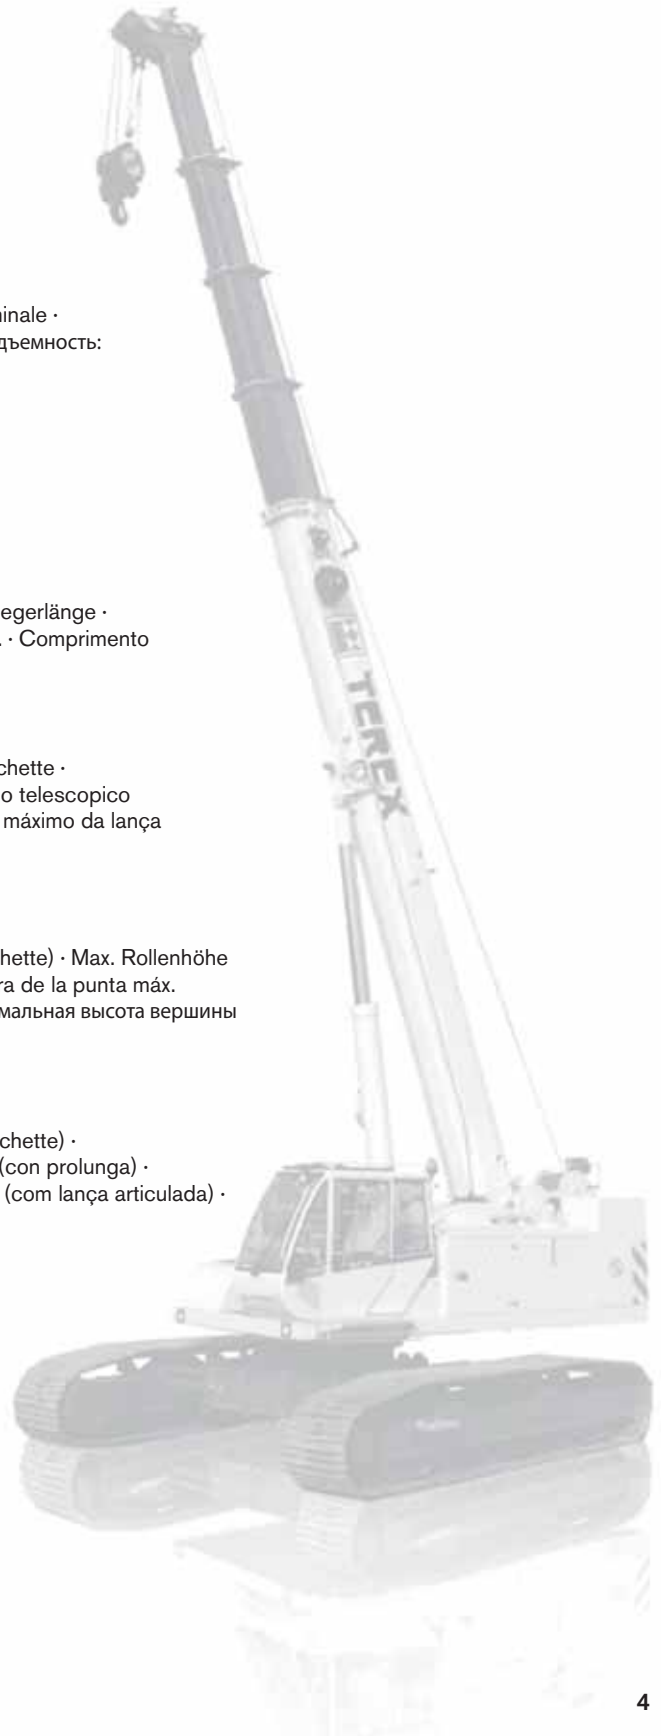 inale ·
дъемность:
egerlänge ·
. · Comprimento
chette ·
o telescopico
máximo da lança
hette) · Max. Rollenhöhe
ra de la punta máx.
мальная высота вершины
chette) ·
(con prolunga) ·
(com lança articulada) ·
TEREX
4